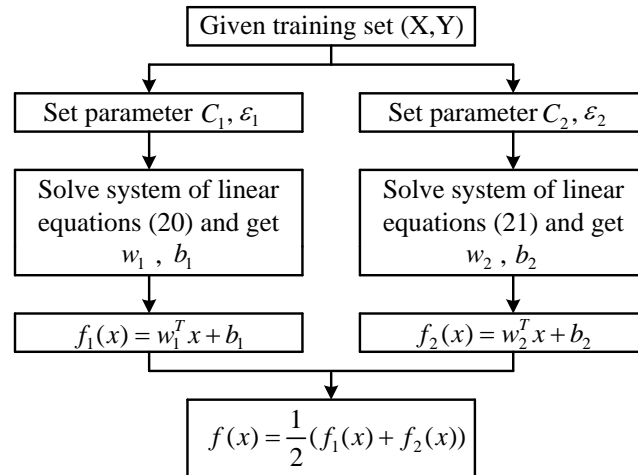 Given training set (X,Y)
Set parameter C₁, ε₁
Set parameter C₂, ε₂
Solve system of linear
equations (20) and get
w₁ , b₁
Solve system of linear
equations (21) and get
w₂ , b₂
f₁(x) = w₁ᵀx + b₁
f₂(x) = w₂ᵀx + b₂
f(x) = 1/2 (f₁(x) + f₂(x))